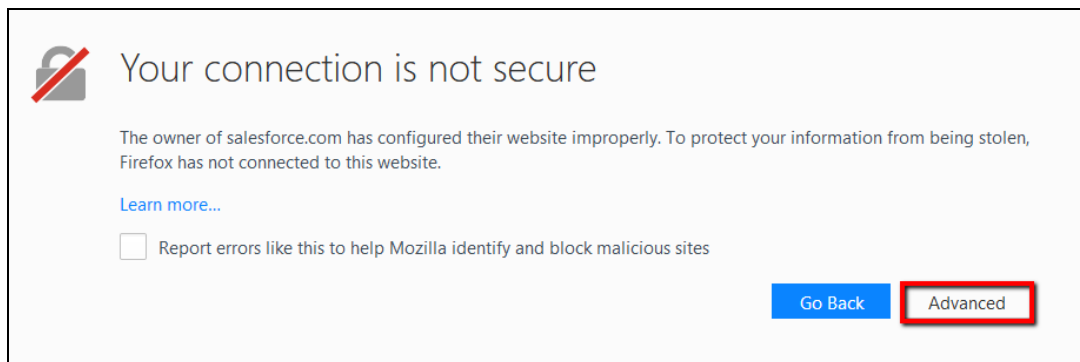 Your connection is not secure
The owner of salesforce.com has configured their website improperly. To protect your information from being stolen,
Firefox has not connected to this website.
Learn more...
Report errors like this to help Mozilla identify and block malicious sites
Go Back Advanced